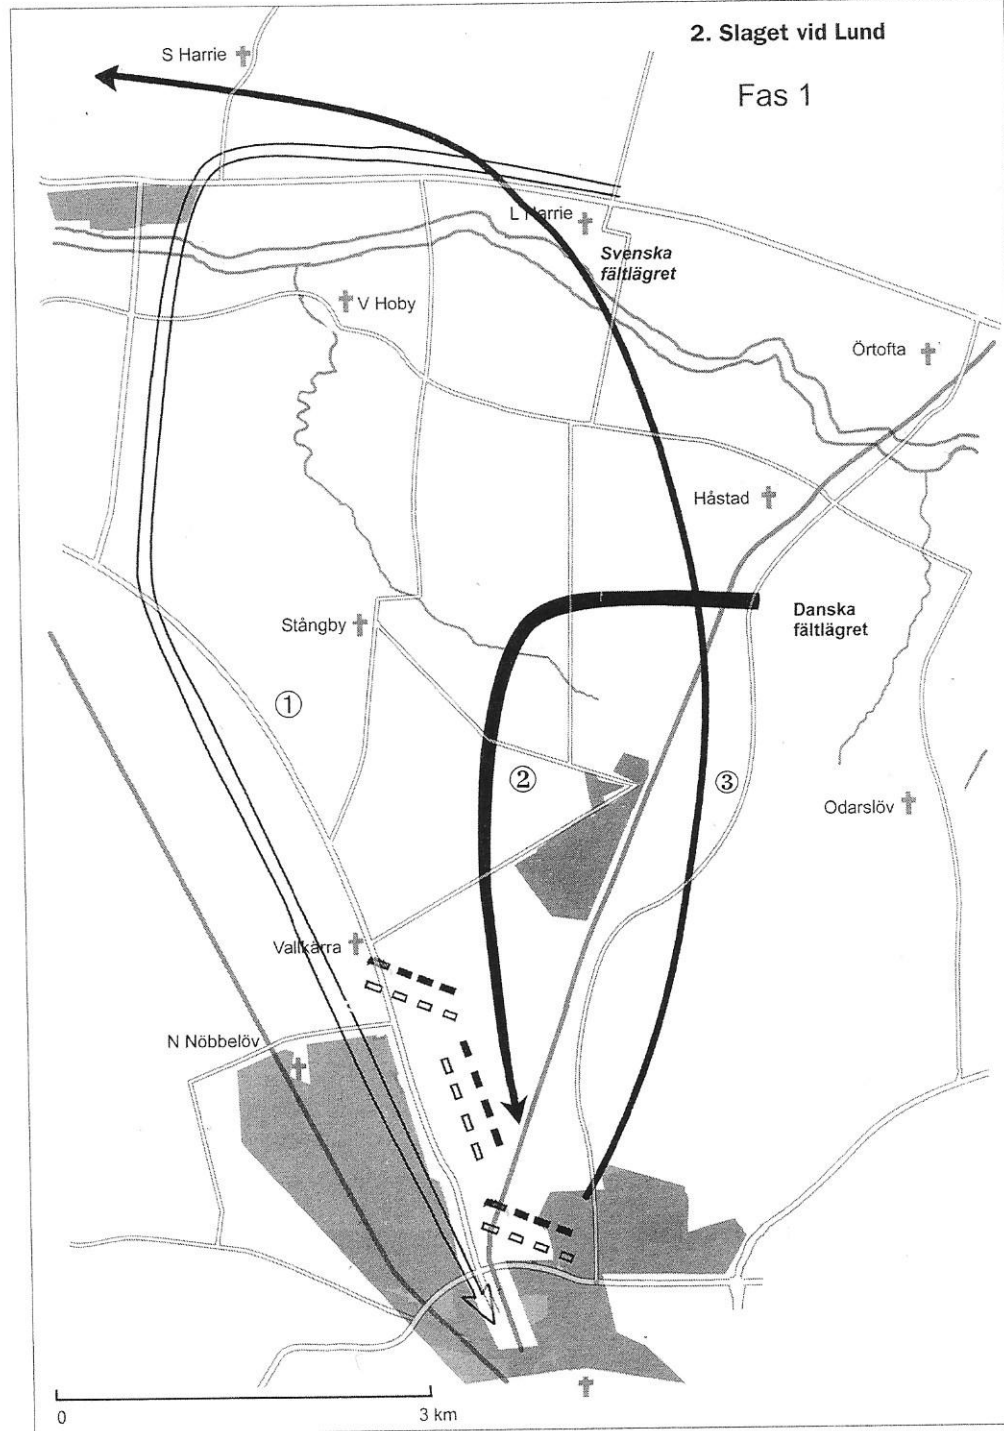 2. Slaget vid Lund
Fas 1
S Harrie
L Harrie
Svenska
fältlägret
V Hoby
Örtofta
Håstad
Danska
fältlägret
Stångby
①
②
③
Odarslöv
Vallkärra
N Nöbbelöv
0
3 km